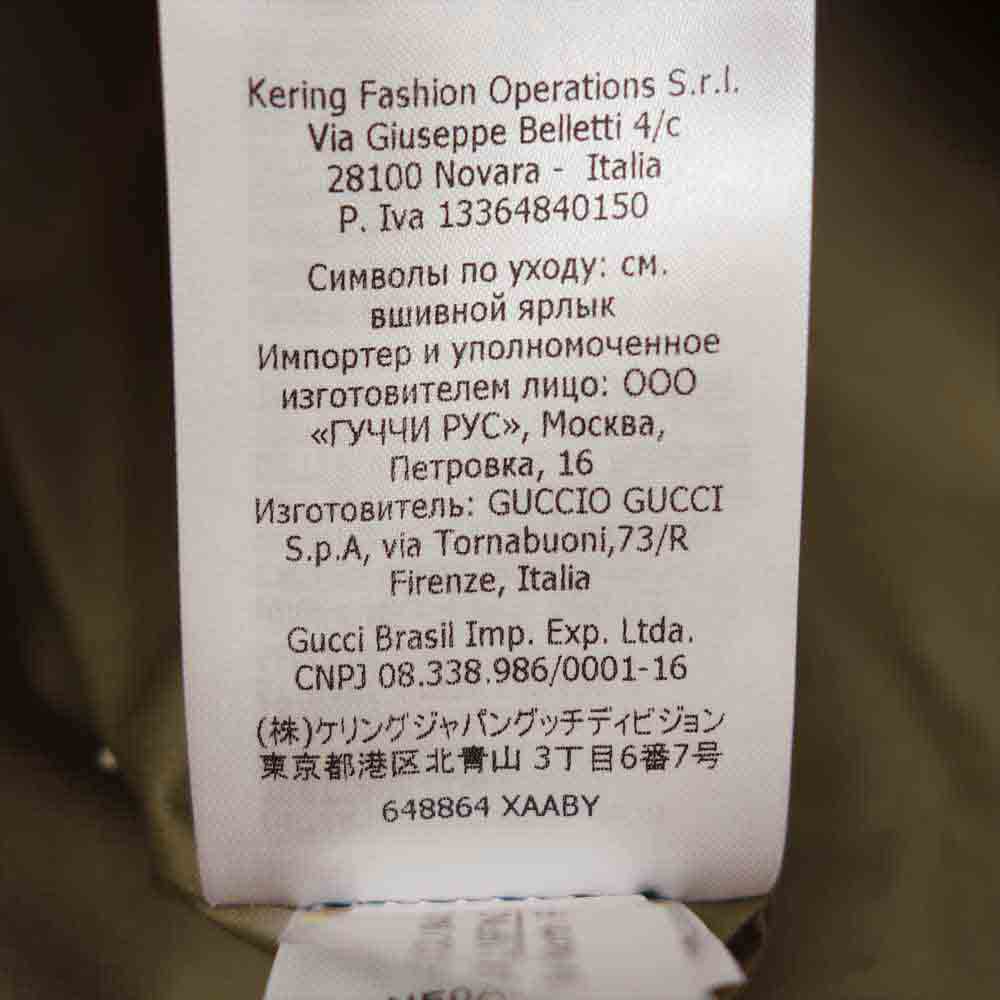 Kering Fashion Operations S.r.l.
Via Giuseppe Belletti 4/c
28100 Novara - Italia
P. Iva 13364840150
Символы по уходу: см.
вшивной ярлык
Импортер и уполномоченное
изготовителем лицо: ООО
«ГУЧЧИ РУС», Москва,
Петровка, 16
Изготовитель: GUCCIO GUCCI
S.p.A, via Tornabuoni,73/R
Firenze, Italia
Gucci Brasil Imp. Exp. Ltda.
CNPJ 08.338.986/0001-16
(株)ケリングジャパングッチディビジョン
東京都港区北青山 3丁目6番7号
648864 XAABY